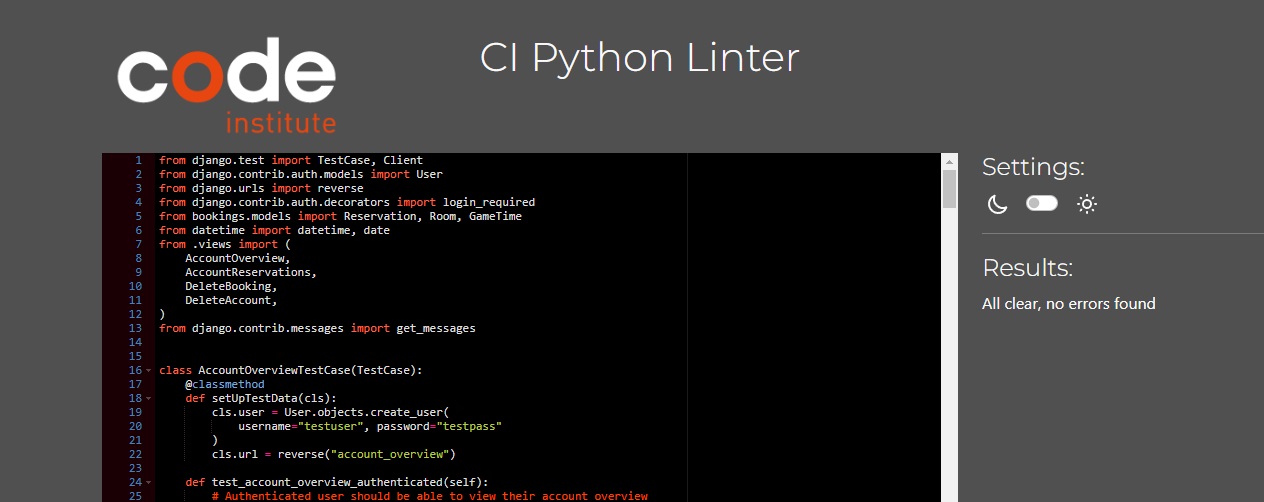 code
institute
CI Python Linter
1 from django.test import TestCase, Client
2 from django.contrib.auth.models import User
3 from django.urls import reverse
4 from django.contrib.auth.decorators import login_required
5 from bookings.models import Reservation, Room, GameTime
6 from datetime import datetime, date
7 from .views import (
8     AccountOverview,
9     AccountReservations,
10     DeleteBooking,
11     DeleteAccount,
12 )
13 from django.contrib.messages import get_messages
14
15
16 class AccountOverviewTestCase(TestCase):
17     @classmethod
18     def setUpTestData(cls):
19         cls.user = User.objects.create_user(
20             username="testuser", password="testpass"
21         )
22         cls.url = reverse("account_overview")
23
24     def test_account_overview_authenticated(self):
25         # Authenticated user should be able to view their account overview
Settings:
Results:
All clear, no errors found